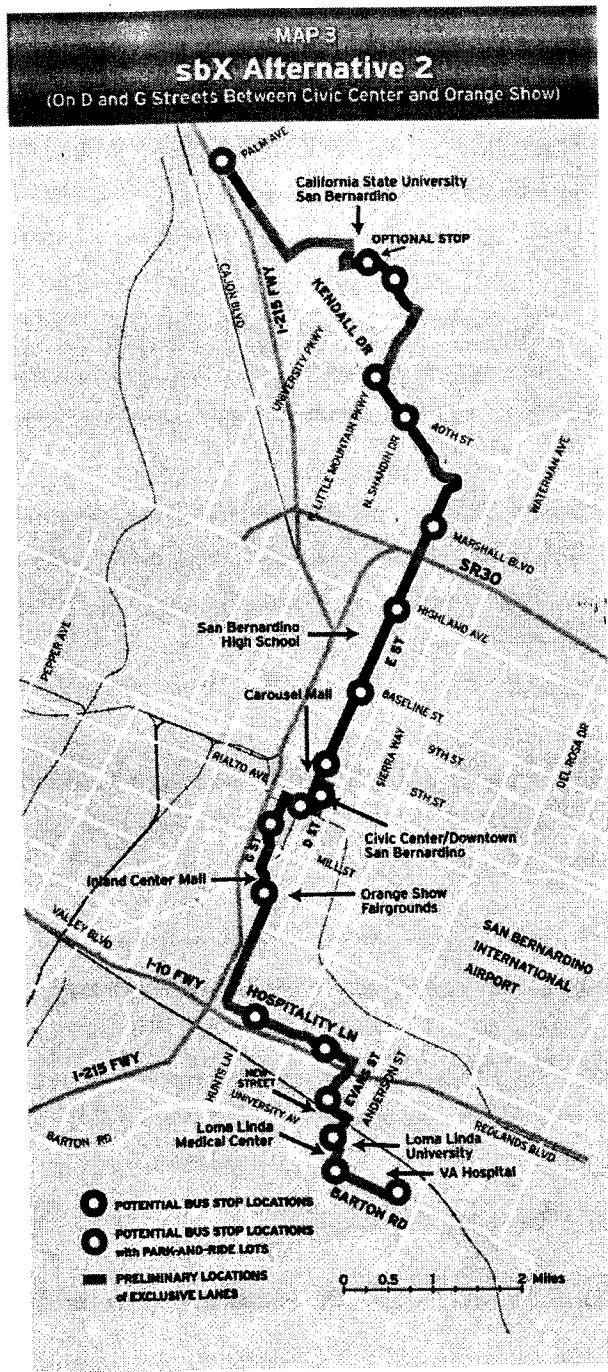 MAP 3
sbX Alternative 2
(On D and G Streets Between Civic Center and Orange Show)
PALM AVE
California State University
San Bernardino
OPTIONAL STOP
CAJON BLVD
I-215 FWY
KENDALL DR
UNIVERSITY PKWY
LITTLE MOUNTAIN PKWY
N. SHANDIN DR
40TH ST
WATERMAN AVE
MARSHALL BLVD
SR30
HIGHLAND AVE
San Bernardino
High School
E ST
PEPPER AVE
BASELINE ST
Carousel Mall
SIERRA WAY
9TH ST
DEL ROSA DR
RIALTO AVE
5TH ST
G ST
D ST
Civic Center/Downtown
San Bernardino
MILL ST
Inland Center Mall
Orange Show
Fairgrounds
VALLEY BLVD
SAN BERNARDINO
INTERNATIONAL
AIRPORT
I-10 FWY
HOSPITALITY LN
I-215 FWY
HUNTS LN
NEW
STREET
EVANS ST
ANDERSON ST
UNIVERSITY AV
REDLANDS BLVD
BARTON RD
Loma Linda
Medical Center
Loma Linda
University
VA Hospital
BARTON RD
POTENTIAL BUS STOP LOCATIONS
POTENTIAL BUS STOP LOCATIONS
with PARK-AND-RIDE LOTS
PRELIMINARY LOCATIONS
of EXCLUSIVE LANES
0 1 2 Miles